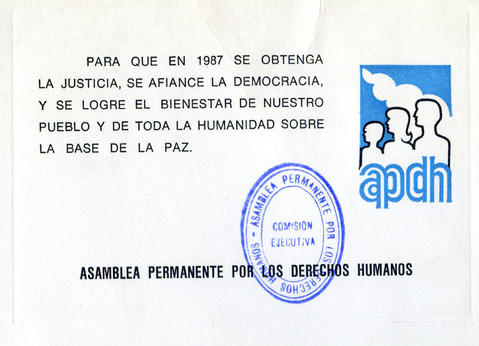 PARA QUE EN 1987 SE OBTENGA
LA JUSTICIA, SE AFIANCE LA DEMOCRACIA,
Y SE LOGRE EL BIENESTAR DE NUESTRO
PUEBLO Y DE TODA LA HUMANIDAD SOBRE
LA BASE DE LA PAZ.
apdh
ASAMBLEA PERMANENTE POR LOS DERECHOS HUMANOS
COMISIÓN
EJECUTIVA
ASAMBLEA PERMANENTE POR LOS DERECHOS HUMANOS